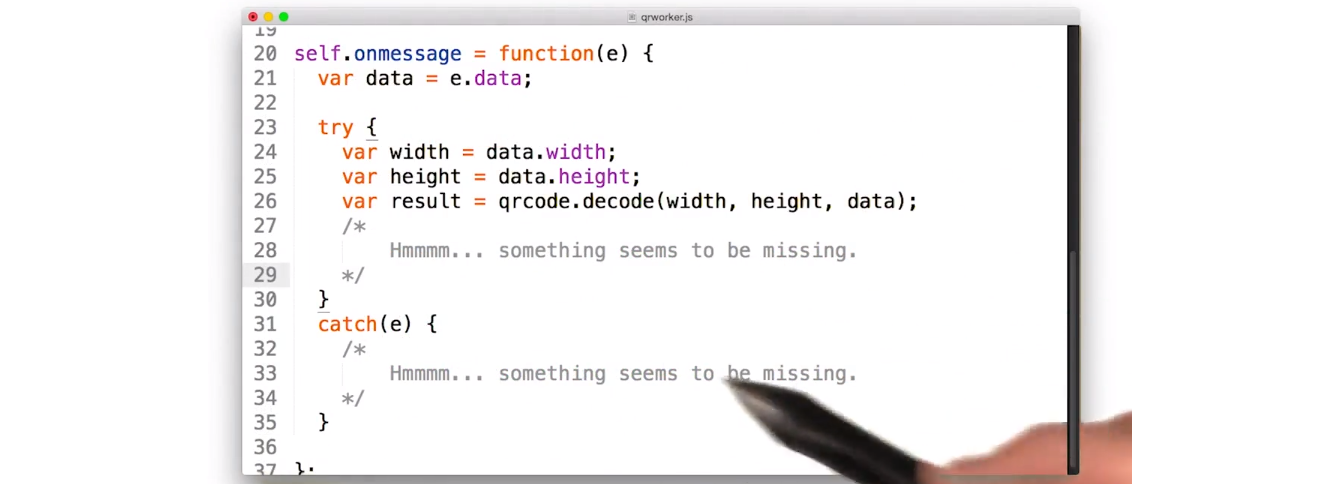 qrworker.js
19
20 self.onmessage = function(e) {
21 var data = e.data;
22
23 try {
24 var width = data.width;
25 var height = data.height;
26 var result = qrcode.decode(width, height, data);
27 /*
28 Hmmmm... something seems to be missing.
29 */
30 }
31 catch(e) {
32 /*
33 Hmmmm... something seems to be missing.
34 */
35 }
36
37 };